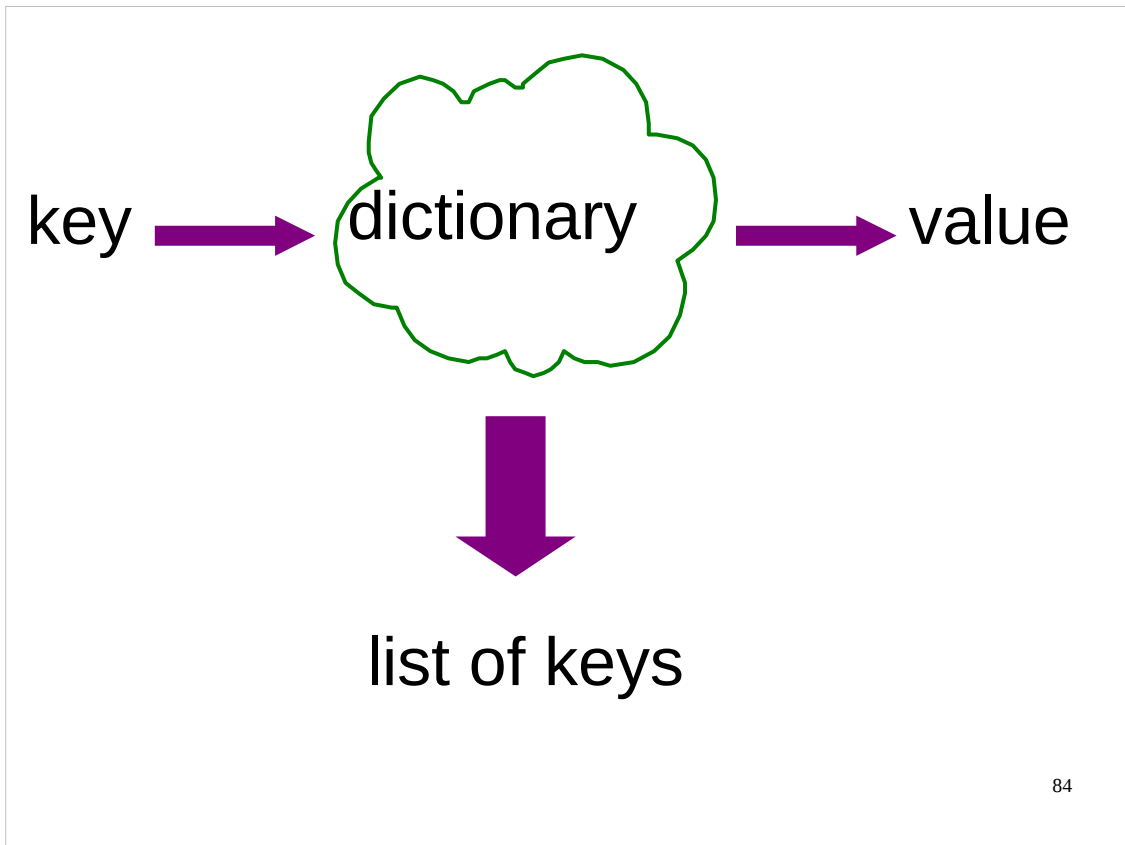 key
dictionary
value
list of keys
84